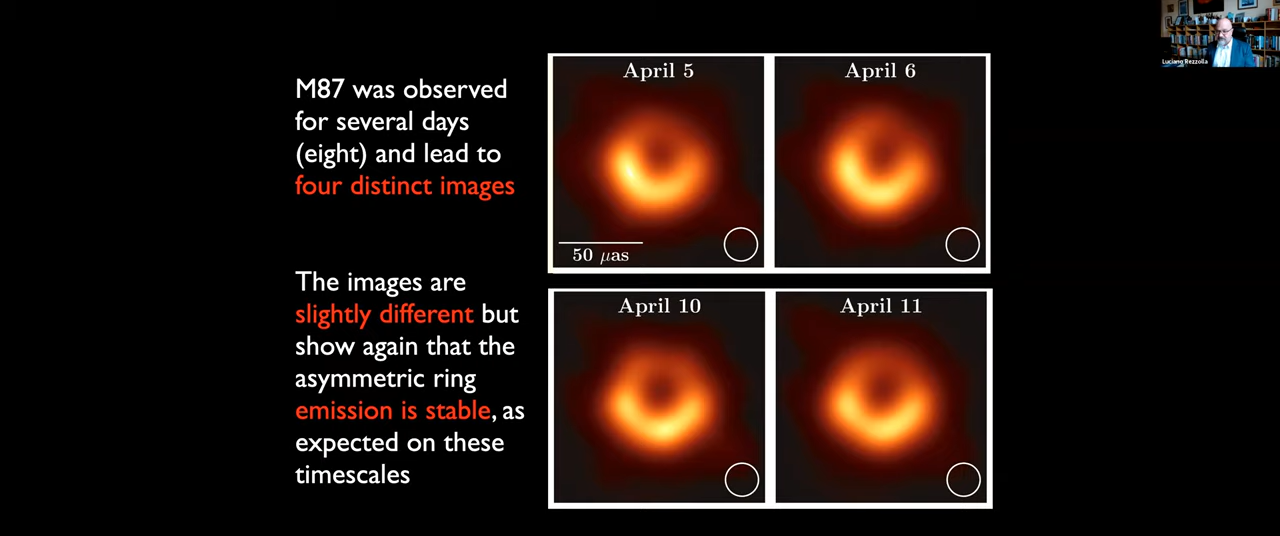 M87 was observed
for several days
(eight) and lead to
four distinct images
The images are
slightly different but
show again that the
asymmetric ring
emission is stable, as
expected on these
timescales
April 5
April 6
50 μas
April 10
April 11
Luciano Rezzolla